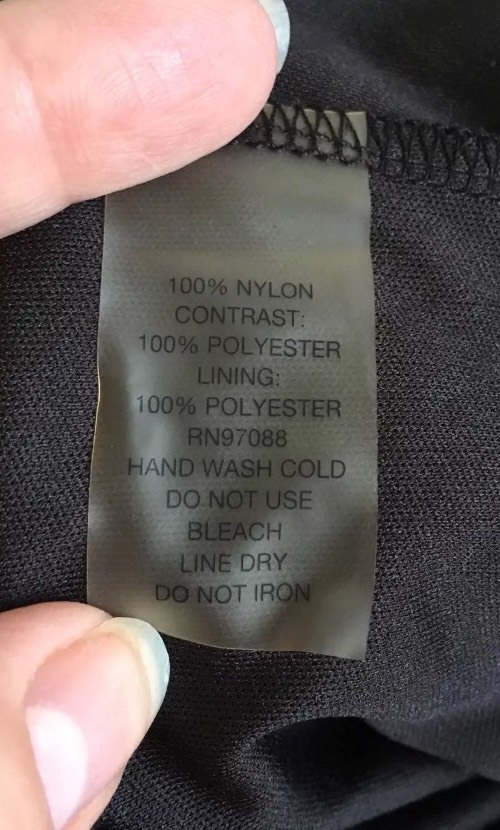 100% NYLON
CONTRAST:
100% POLYESTER
LINING:
100% POLYESTER
RN97088
HAND WASH COLD
DO NOT USE
BLEACH
LINE DRY
DO NOT IRON